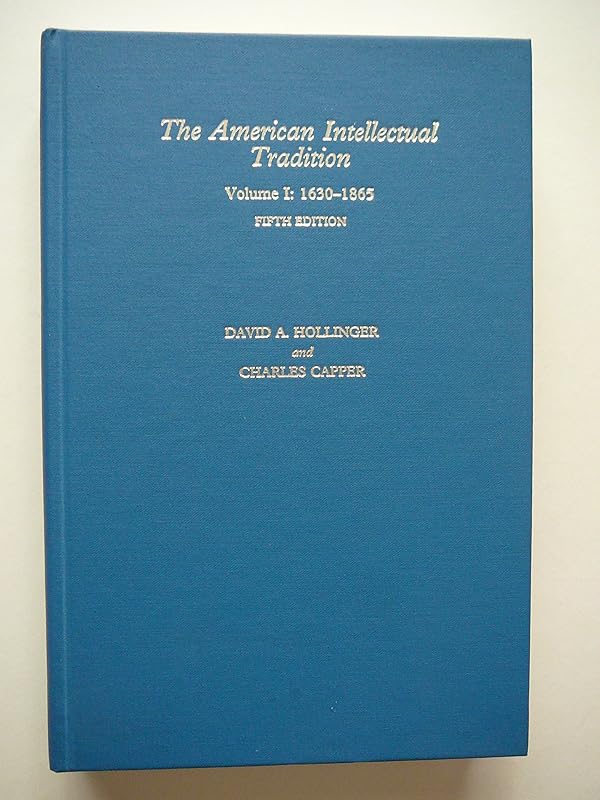 The American Intellectual
Tradition
Volume I: 1630–1865
FIFTH EDITION
DAVID A. HOLLINGER
and
CHARLES CAPPER